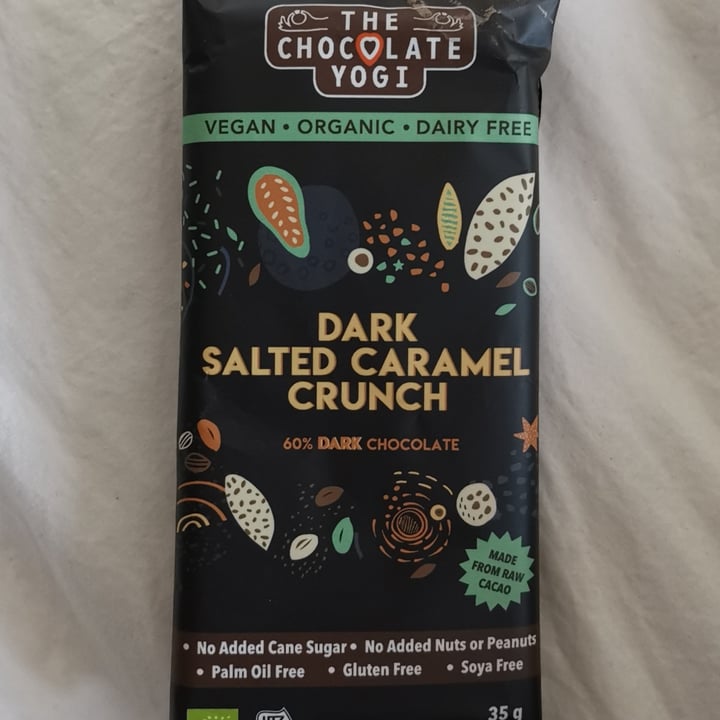 THE
CHOCOLATE
YOGI
VEGAN • ORGANIC • DAIRY FREE
DARK
SALTED CARAMEL
CRUNCH
60% DARK CHOCOLATE
MADE
FROM RAW
CACAO
• No Added Cane Sugar • No Added Nuts or Peanuts
• Palm Oil Free • Gluten Free • Soya Free
35 g